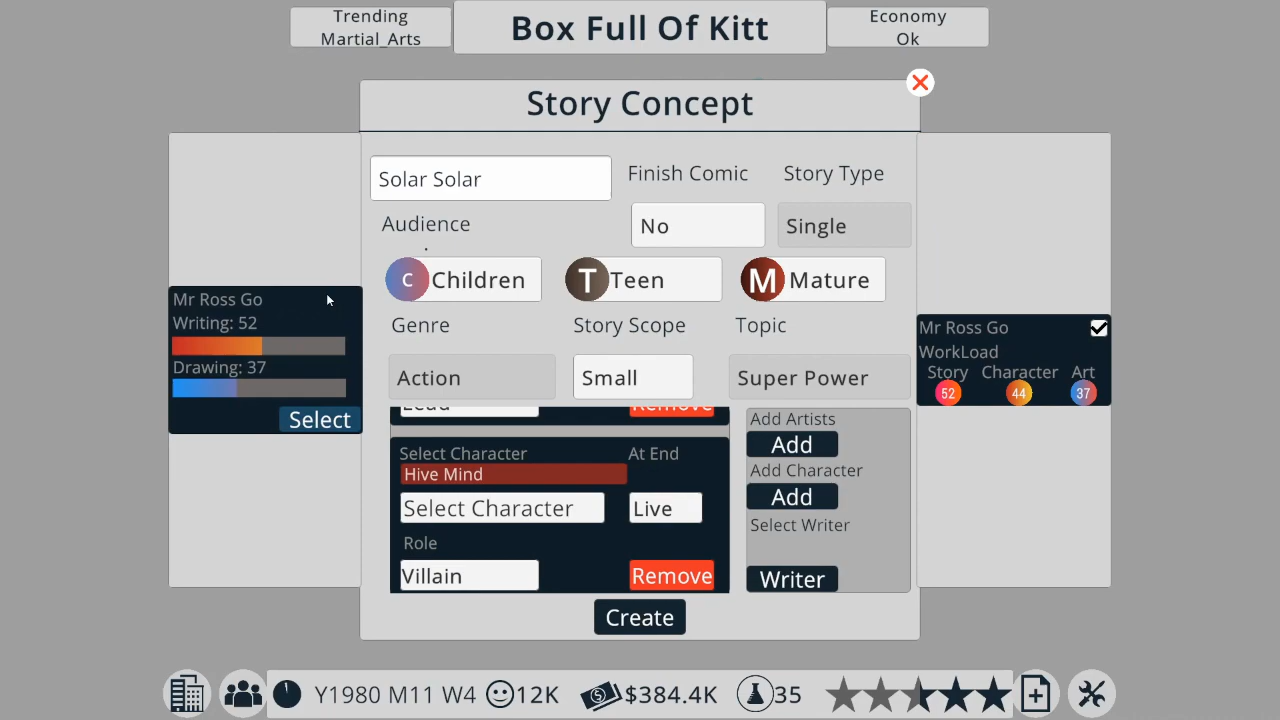 Trending
Martial_Arts
Box Full Of Kitt
Economy
Ok
Story Concept
Solar Solar
Finish Comic
Story Type
No
Single
Audience
C Children
T Teen
M Mature
Genre
Story Scope
Topic
Action
Small
Super Power
Lead
Remove
Select Character
At End
Hive Mind
Select Character
Live
Role
Villain
Remove
Add Artists
Add
Add Character
Add
Select Writer
Writer
Create
Mr Ross Go
Writing: 52
Drawing: 37
Select
Mr Ross Go
WorkLoad
Story Character Art
52 44 37
Y1980 M11 W4 12K $384.4K 35